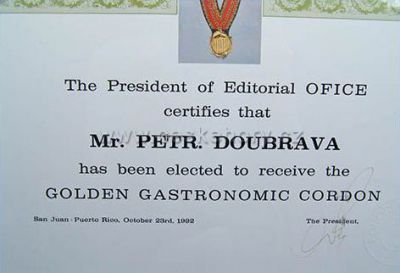 The President of Editorial OFICE
certifies that
Mr. PETR. DOUBRAVA
has been elected to receive the
GOLDEN GASTRONOMIC CORDON
San Juan - Puerto Rico, October 23rd, 1992 The President,